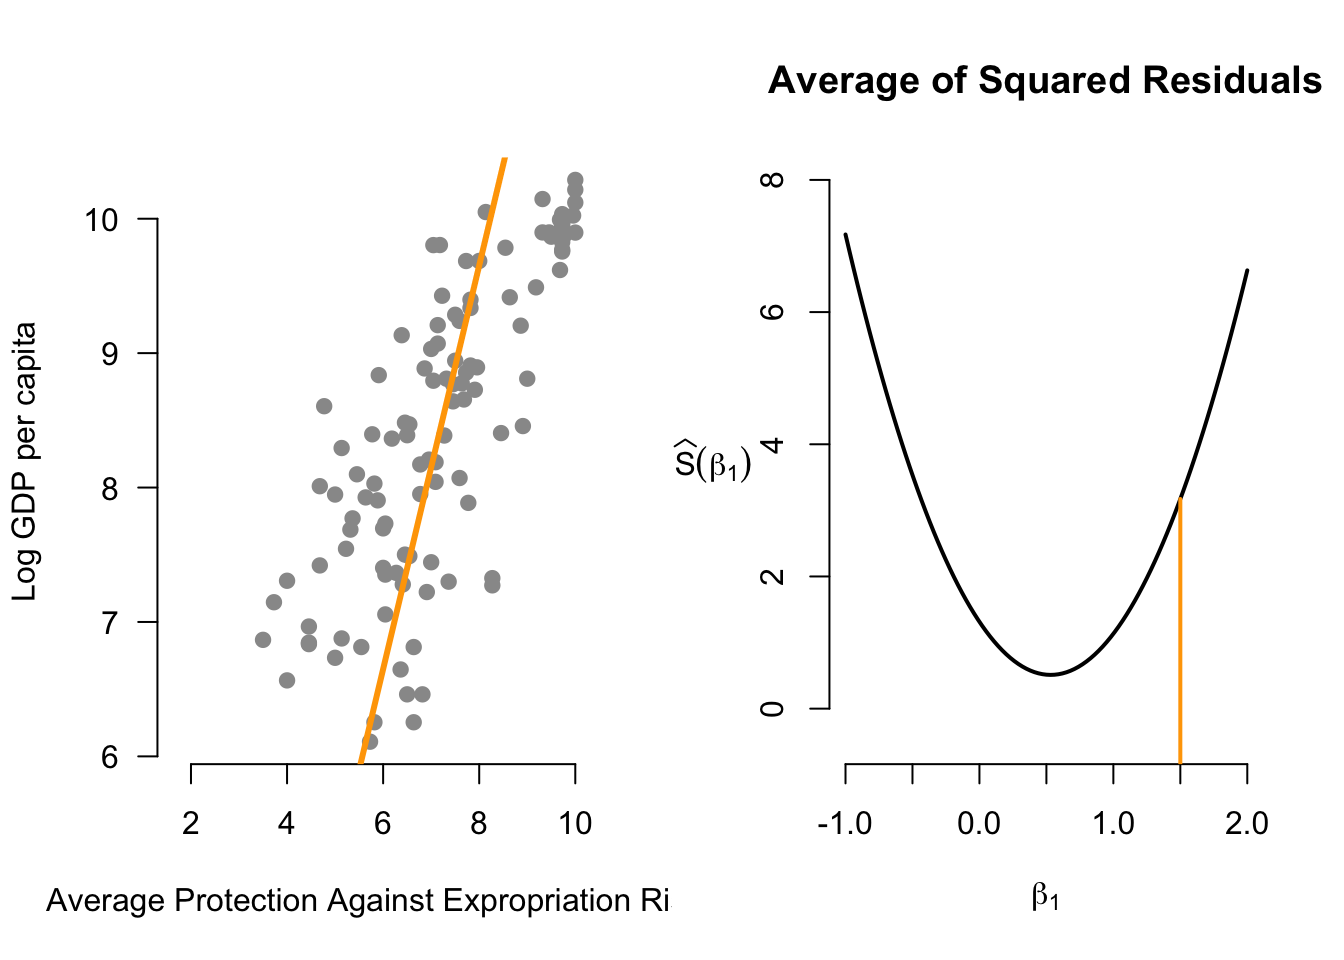 Log GDP per capita
10
9
8
7
6
2 4 6 8 10
Average Protection Against Expropriation Ri
Average of Squared Residuals
Ŝ(β₁)
8
6
4
2
0
-1.0 0.0 1.0 2.0
β₁